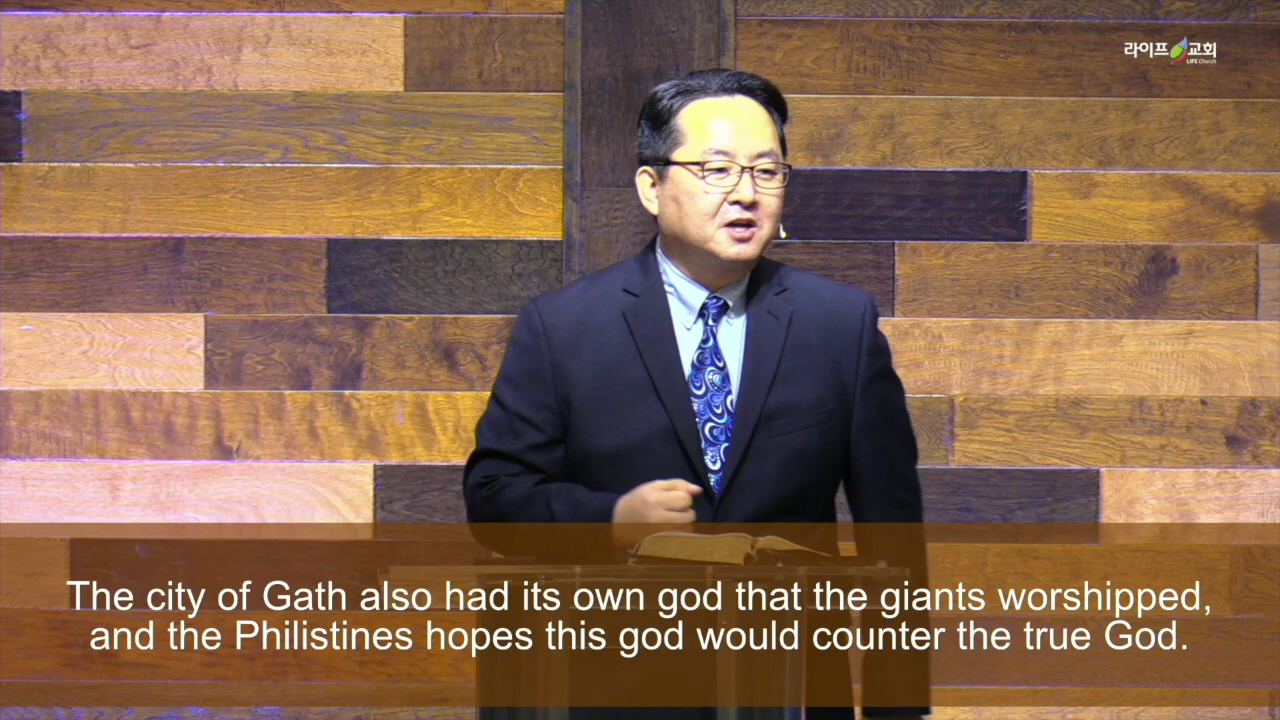 라이프 교회
LIFE Church
The city of Gath also had its own god that the giants worshipped,
and the Philistines hopes this god would counter the true God.